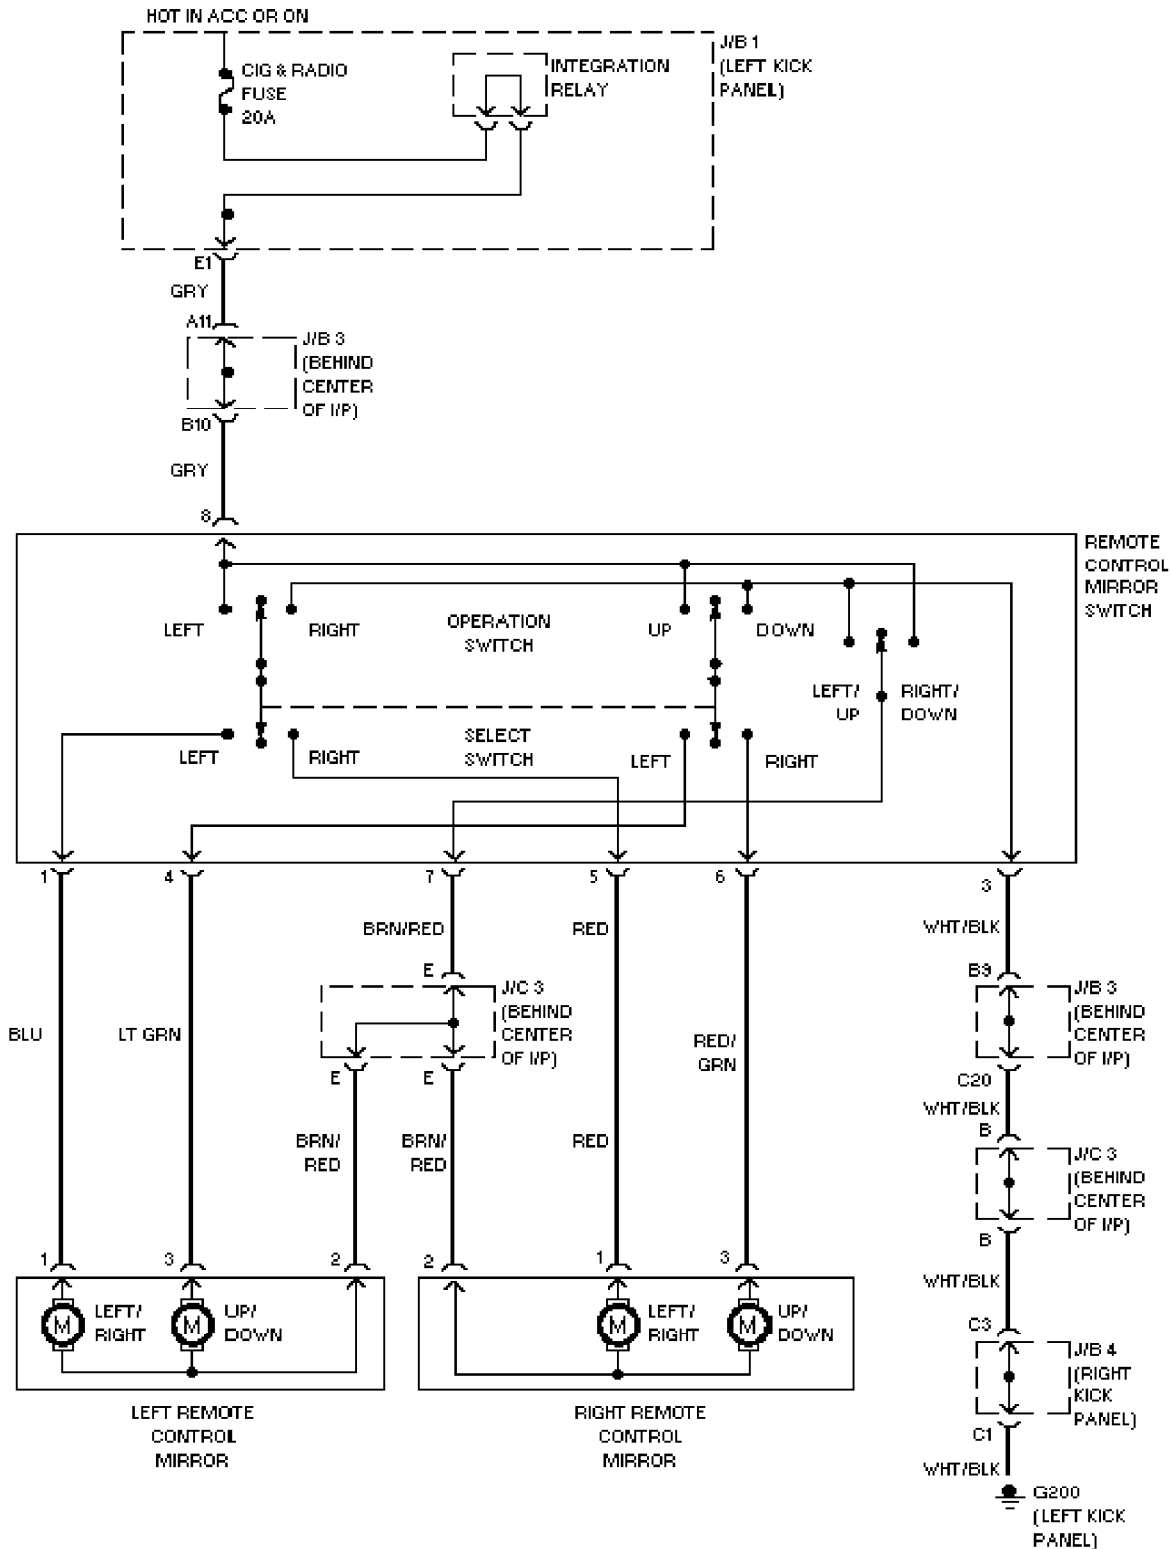 HOT IN ACC OR ON
J/B 1
(LEFT KICK
PANEL)
CIG & RADIO
FUSE
20A
INTEGRATION
RELAY
E1
GRY
A11
J/B 3
(BEHIND
CENTER
OF I/P)
B10
GRY
8
REMOTE
CONTROL
MIRROR
SWITCH
LEFT
RIGHT
OPERATION
SWITCH
UP
DOWN
LEFT/
UP
RIGHT/
DOWN
LEFT
RIGHT
SELECT
SWITCH
LEFT
RIGHT
1
4
7
5
6
3
BRN/RED
RED
WHT/BLK
E
B9
J/C 3
(BEHIND
CENTER
OF I/P)
J/B 3
(BEHIND
CENTER
OF I/P)
BLU
LT GRN
RED/
GRN
E
E
C20
WHT/BLK
B
BRN/
RED
BRN/
RED
RED
J/C 3
(BEHIND
CENTER
OF I/P)
B
1
3
2
2
1
3
WHT/BLK
M
LEFT/
RIGHT
M
UP/
DOWN
M
LEFT/
RIGHT
M
UP/
DOWN
C3
J/B 4
(RIGHT
KICK
PANEL)
C1
LEFT REMOTE
CONTROL
MIRROR
RIGHT REMOTE
CONTROL
MIRROR
WHT/BLK
G200
(LEFT KICK
PANEL)